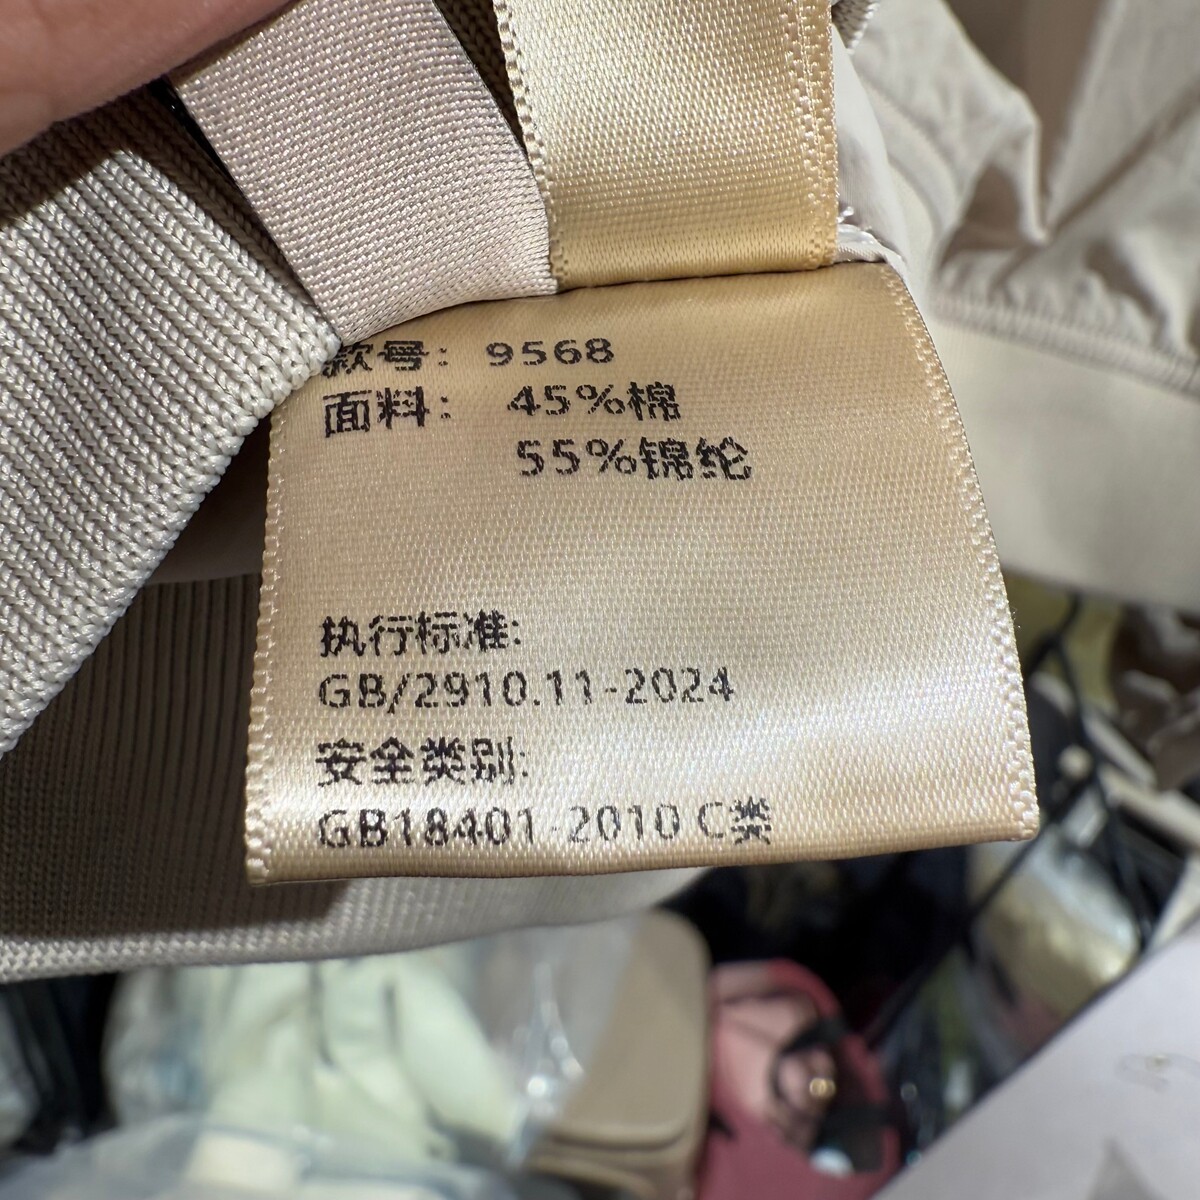 款号: 9568
面料: 45%棉
55%锦纶
执行标准:
GB/2910.11-2024
安全类别:
GB18401-2010 C类